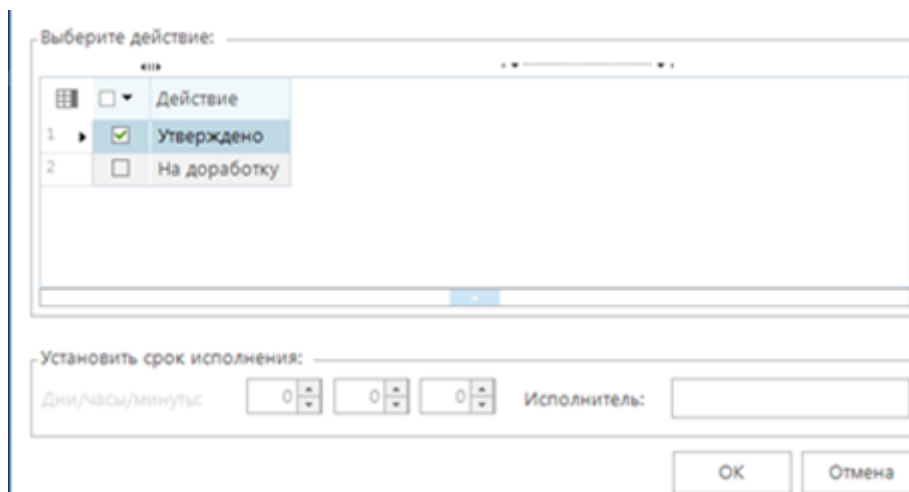 Выберите действие:
Действие
1 Утверждено
2 На доработку
Установить срок исполнения:
Дни/часы/минуты: 0 0 0 Исполнитель:
ОК Отмена